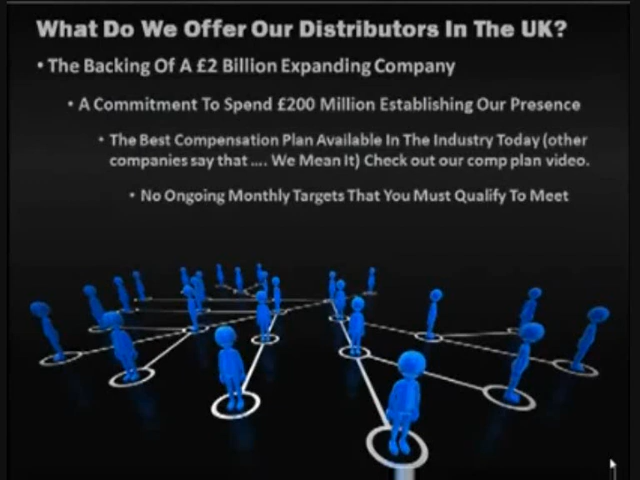 What Do We Offer Our Distributors In The UK?
• The Backing Of A £2 Billion Expanding Company
• A Commitment To Spend £200 Million Establishing Our Presence
• The Best Compensation Plan Available In The Industry Today (other
companies say that .... We Mean It) Check out our comp plan video.
• No Ongoing Monthly Targets That You Must Qualify To Meet